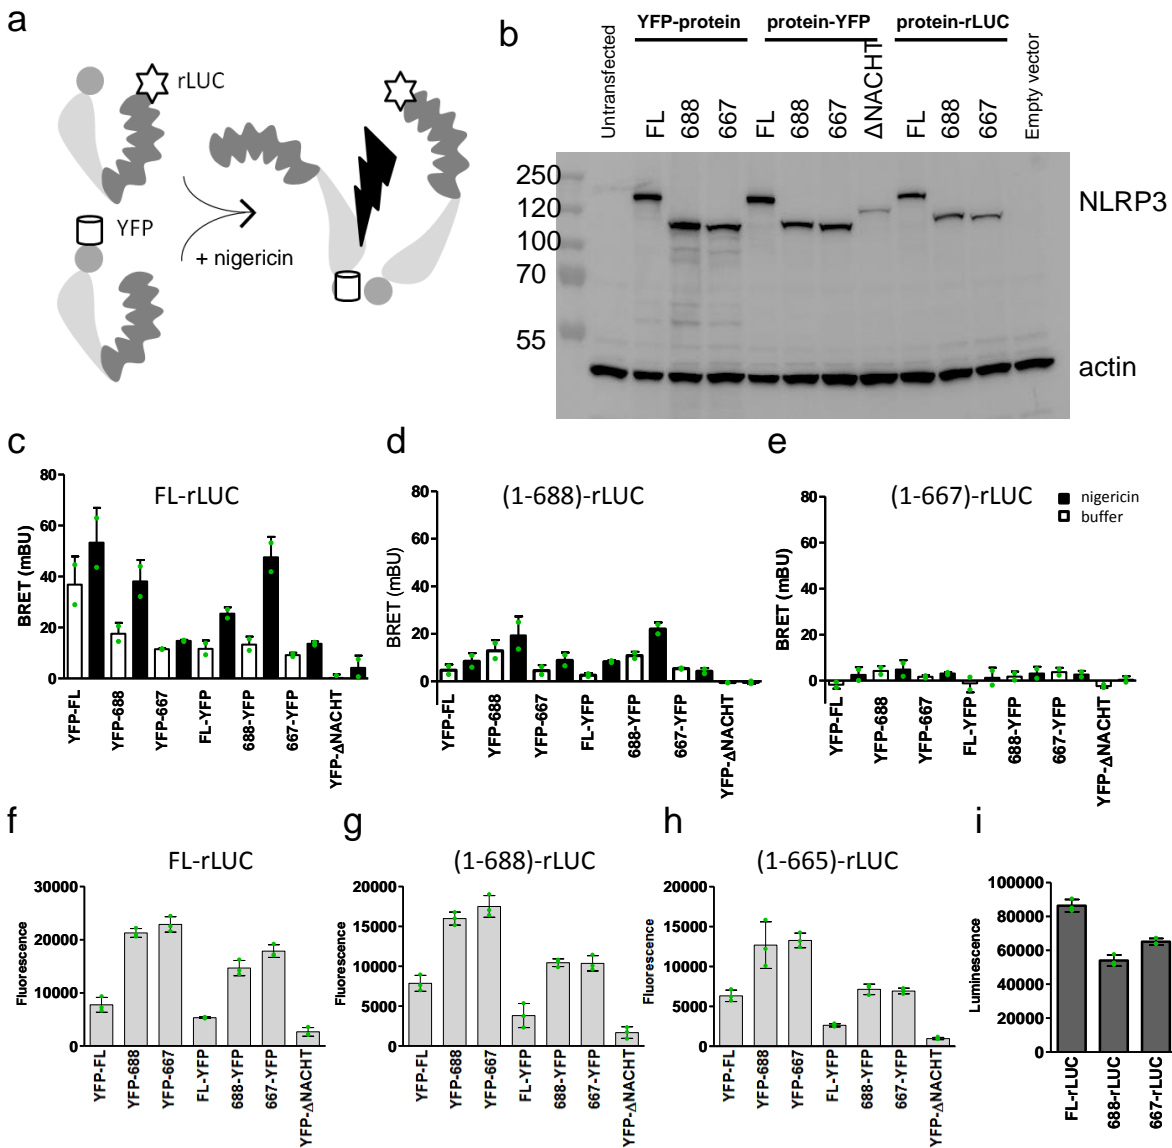 a
rLUC
YFP
+ nigericin
b
YFP-protein
protein-YFP
protein-rLUC
Untransfected
FL
688
667
FL
688
667
ΔNACHT
FL
688
667
Empty vector
250
120
100
70
55
NLRP3
actin
c
FL-rLUC
BRET (mBU)
80
60
40
20
0
YFP-FL
YFP-688
YFP-667
FL-YFP
688-YFP
667-YFP
YFP-ΔNACHT
d
(1-688)-rLUC
BRET (mBU)
80
60
40
20
0
YFP-FL
YFP-688
YFP-667
FL-YFP
688-YFP
667-YFP
YFP-ΔNACHT
e
(1-667)-rLUC
nigericin
buffer
BRET (mBU)
80
60
40
20
0
YFP-FL
YFP-688
YFP-667
FL-YFP
688-YFP
667-YFP
YFP-ΔNACHT
f
FL-rLUC
Fluorescence
30000
20000
10000
0
YFP-FL
YFP-688
YFP-667
FL-YFP
688-YFP
667-YFP
YFP-ΔNACHT
g
(1-688)-rLUC
Fluorescence
20000
15000
10000
5000
0
YFP-FL
YFP-688
YFP-667
FL-YFP
688-YFP
667-YFP
YFP-ΔNACHT
h
(1-665)-rLUC
Fluorescence
20000
15000
10000
5000
0
YFP-FL
YFP-688
YFP-667
FL-YFP
688-YFP
667-YFP
YFP-ΔNACHT
i
Luminescence
100000
80000
60000
40000
20000
0
FL-rLUC
688-rLUC
667-rLUC